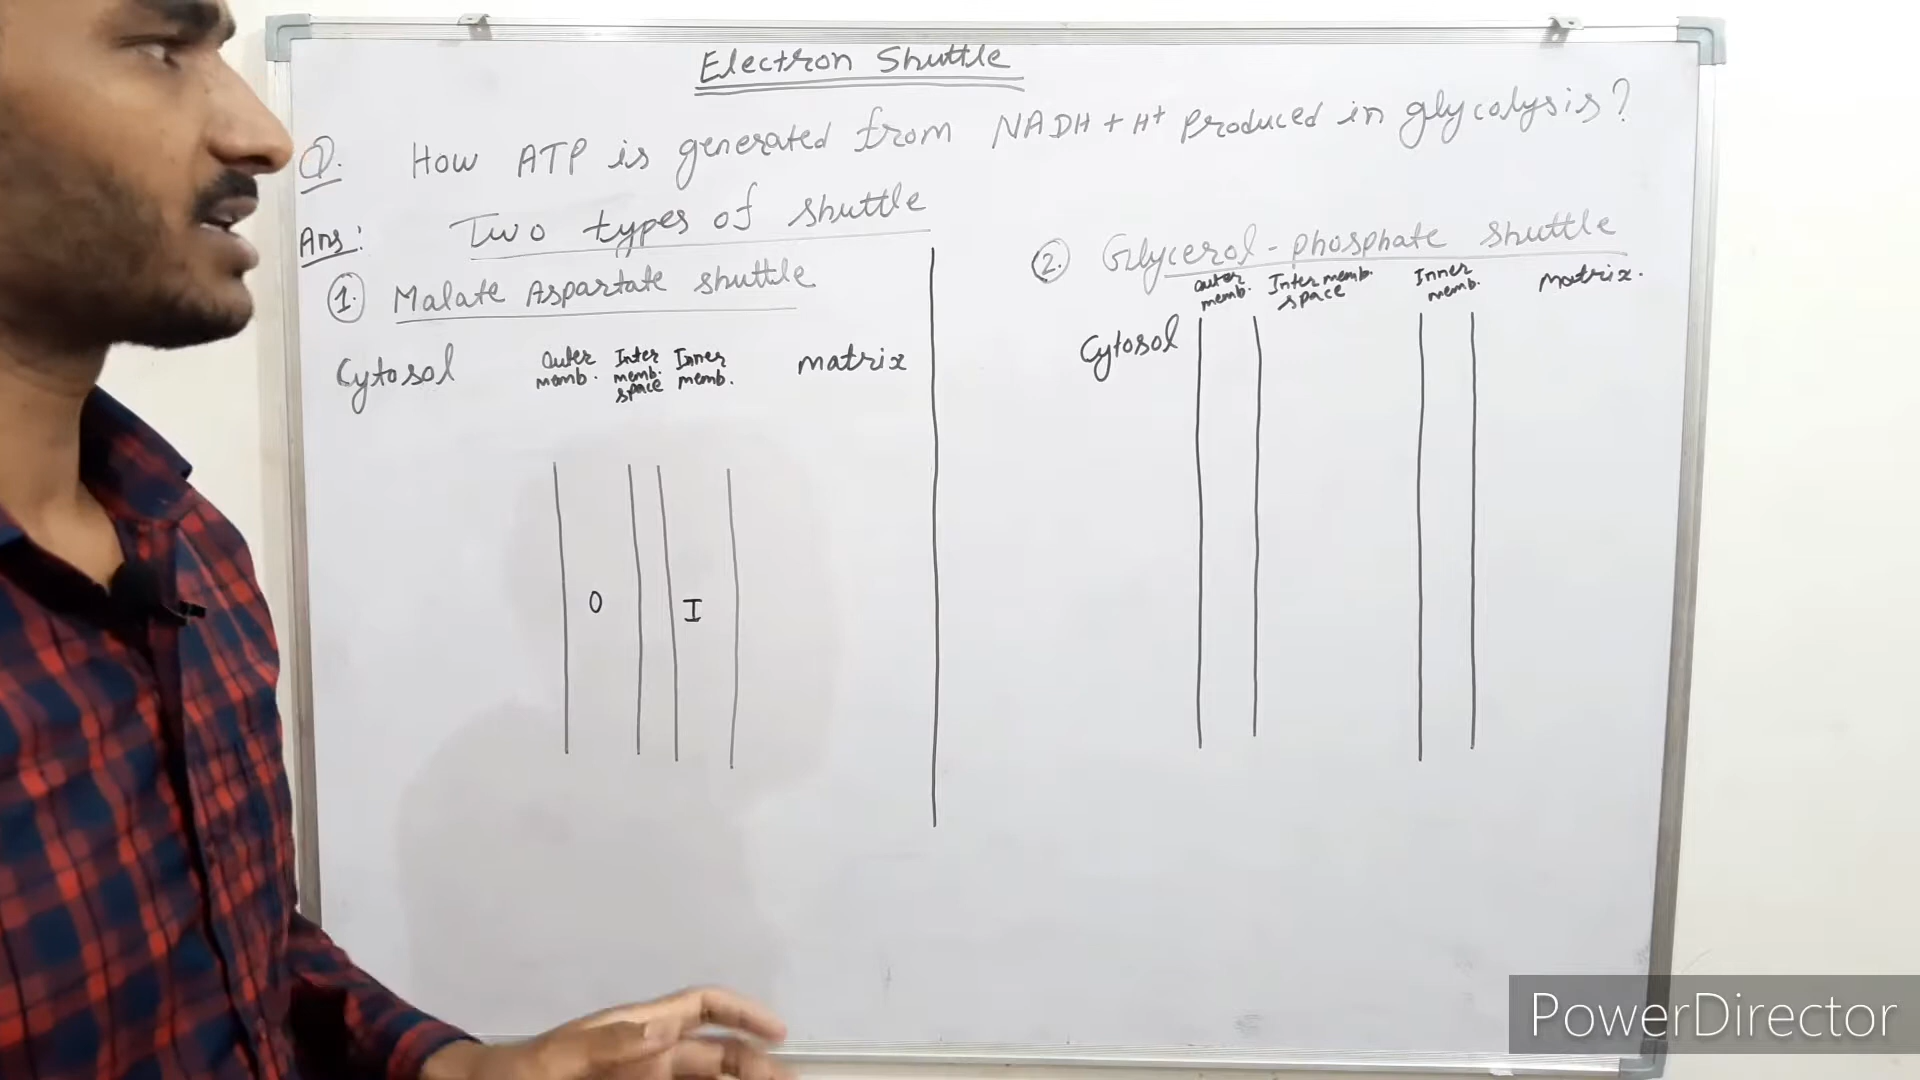 Electron Shuttle
Q. How ATP is generated from NADH + H⁺ produced in glycolysis?
Ans: Two types of shuttle
① Malate Aspartate shuttle
Cytosol
outer memb.
Inter memb. space
Inner memb.
matrix
O
I
② Glycerol-phosphate shuttle
outer memb.
Inter memb. space
Inner memb.
Matrix.
Cytosol
PowerDirector